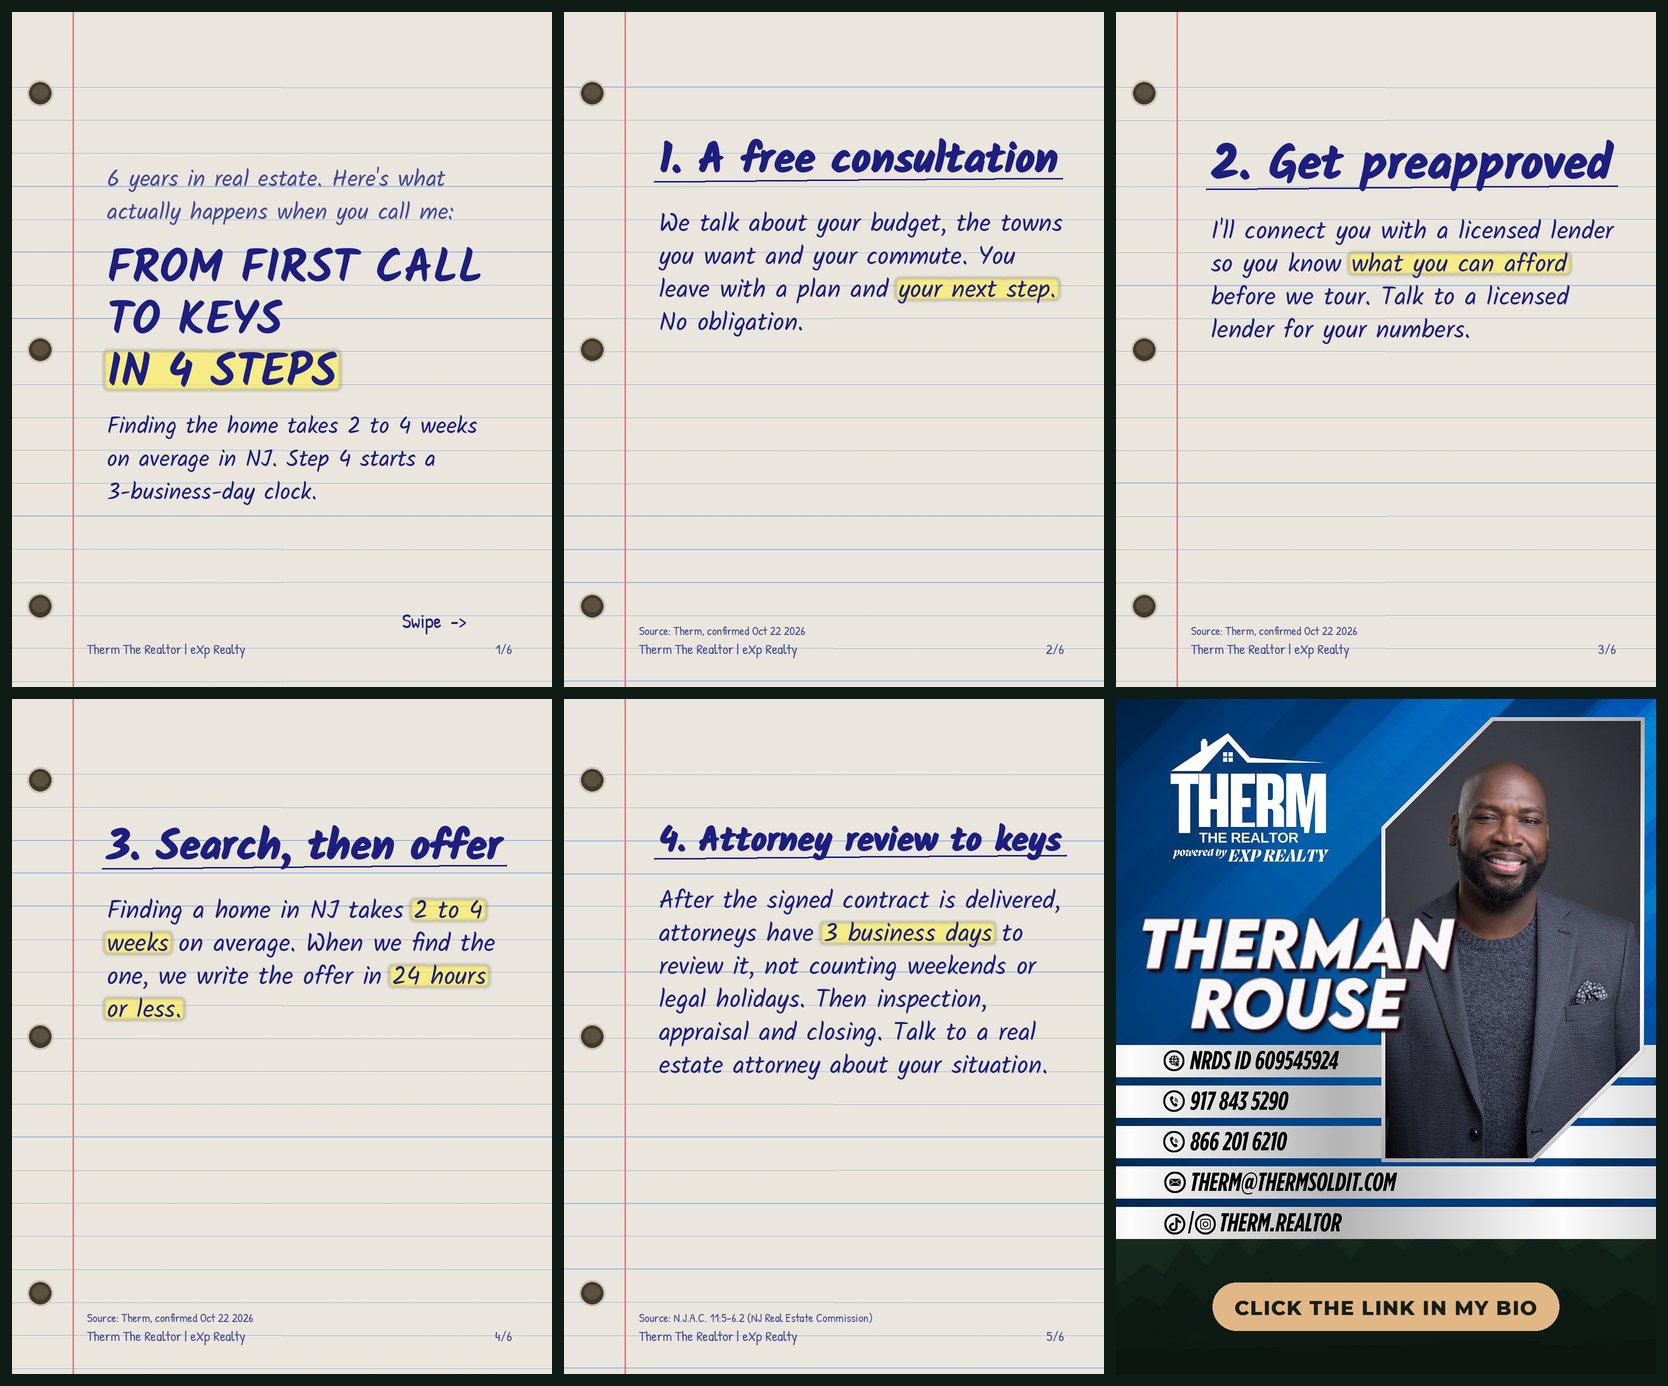 6 years in real estate. Here's what
actually happens when you call me:
FROM FIRST CALL
TO KEYS
IN 4 STEPS
Finding the home takes 2 to 4 weeks
on average in NJ. Step 4 starts a
3-business-day clock.
Swipe ->
Therm The Realtor | eXp Realty
1/6
1. A free consultation
We talk about your budget, the towns
you want and your commute. You
leave with a plan and your next step.
No obligation.
Source: Therm, confirmed Oct 22 2026
Therm The Realtor | eXp Realty
2/6
2. Get preapproved
I'll connect you with a licensed lender
so you know what you can afford
before we tour. Talk to a licensed
lender for your numbers.
Source: Therm, confirmed Oct 22 2026
Therm The Realtor | eXp Realty
3/6
3. Search, then offer
Finding a home in NJ takes 2 to 4
weeks on average. When we find the
one, we write the offer in 24 hours
or less.
Source: Therm, confirmed Oct 22 2026
Therm The Realtor | eXp Realty
4/6
4. Attorney review to keys
After the signed contract is delivered,
attorneys have 3 business days to
review it, not counting weekends or
legal holidays. Then inspection,
appraisal and closing. Talk to a real
estate attorney about your situation.
Source: N.J.A.C. 11:5-6.2 (NJ Real Estate Commission)
Therm The Realtor | eXp Realty
5/6
THERM
THE REALTOR
powered by EXP REALTY
THERMAN
ROUSE
NRDS ID 609545924
917 843 5290
866 201 6210
THERM@THERMSOLDIT.COM
/ THERM.REALTOR
CLICK THE LINK IN MY BIO